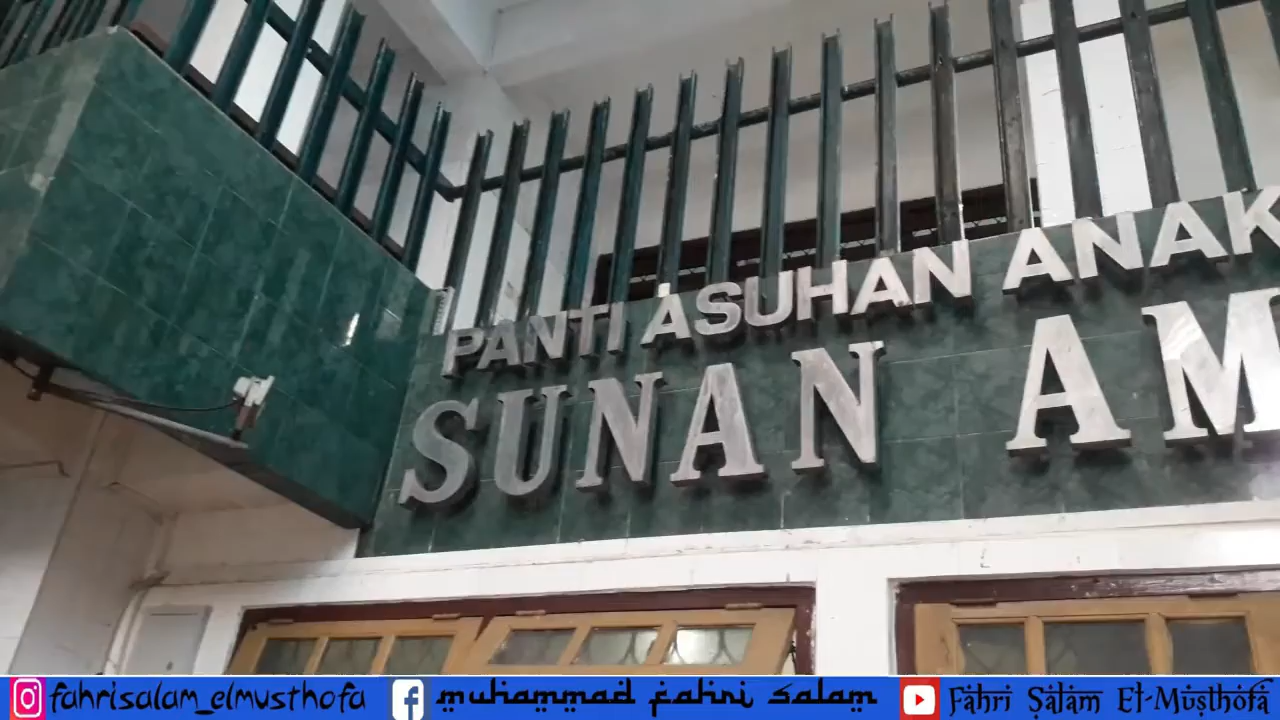 PANTI ASUHAN ANAK
SUNAN AM
fahrisalam_elmusthofa muhammad fahri salam Fahri Salam El-Musthofa